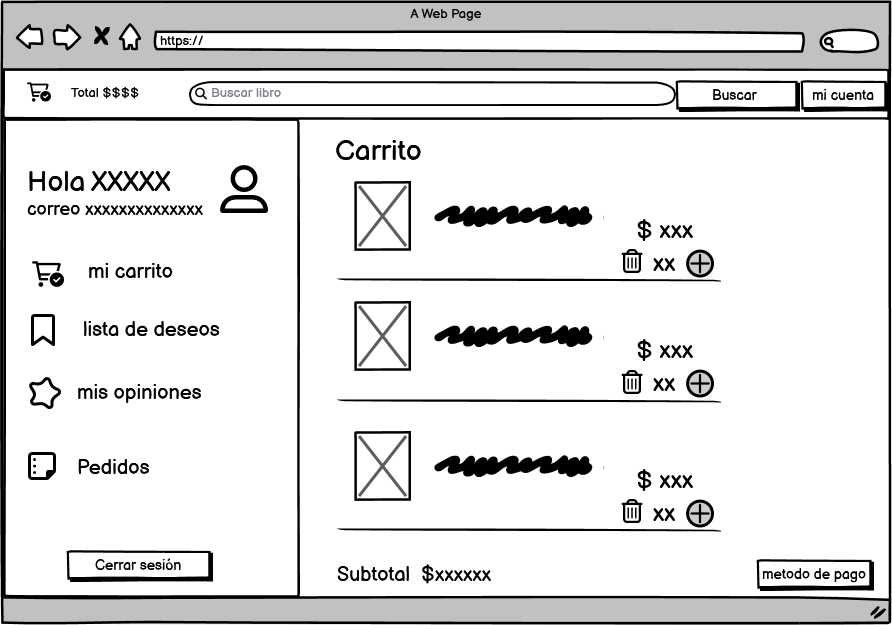 A Web Page
https://
Total $$$$
Buscar libro
Buscar
mi cuenta
Hola XXXXX
correo xxxxxxxxxxxxxx
mi carrito
lista de deseos
mis opiniones
Pedidos
Cerrar sesión
Carrito
$ xxx
xx
$ xxx
xx
$ xxx
xx
Subtotal $xxxxxx
metodo de pago